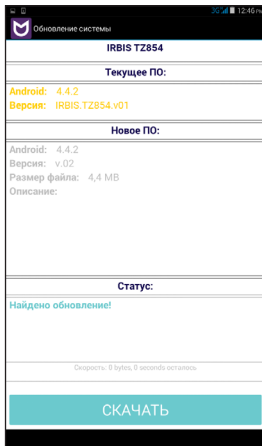 3G 12:46 PM
Обновление системы
IRBIS TZ854
Текущее ПО:
Android: 4.4.2
Версия: IRBIS,TZ854.v01
Новое ПО:
Android: 4.4.2
Версия: v.02
Размер файла: 4,4 MB
Описание:
Статус:
Найдено обновление!
Скорость: 0 bytes, 0 seconds осталось
СКАЧАТЬ